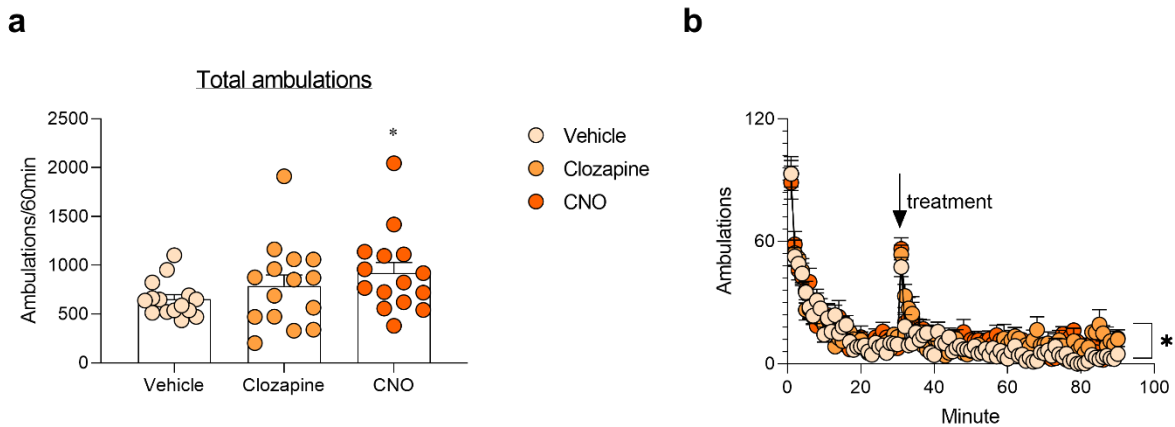 a
Total ambulations
Ambulations/60min
2500
2000
1500
1000
500
0
*
Vehicle
Clozapine
CNO
Vehicle
Clozapine
CNO
b
Ambulations
120
60
0
treatment
*
0
20
40
60
80
100
Minute